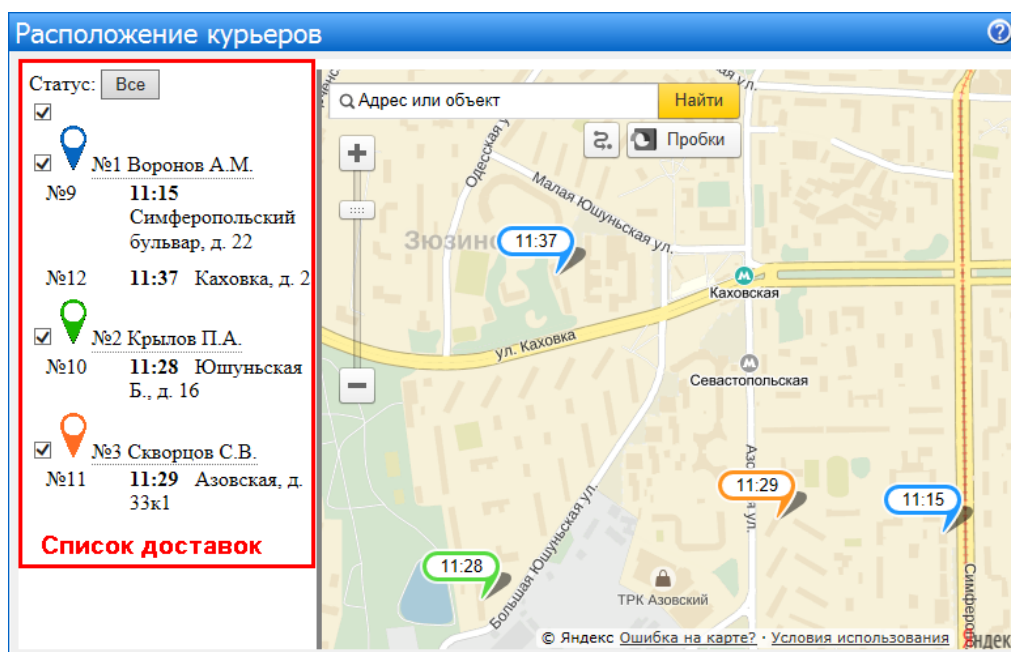 Расположение курьеров
?
Статус: Все
№1 Воронов А.М.
№9 11:15
Симферопольский
бульвар, д. 22
№12 11:37 Каховка, д. 2
№2 Крылов П.А.
№10 11:28 Юшуньская
Б., д. 16
№3 Скворцов С.В.
№11 11:29 Азовская, д.
33к1
Список доставок
Адрес или объект Найти
Пробки
Одесская ул.
Малая Юшуньская ул.
Зюзино
11:37
Каховская
ул. Каховка
Севастопольская
11:29
11:15
11:28
Большая Юшуньская ул.
ТРК Азовский
© Яндекс Ошибка на карте? · Условия использования